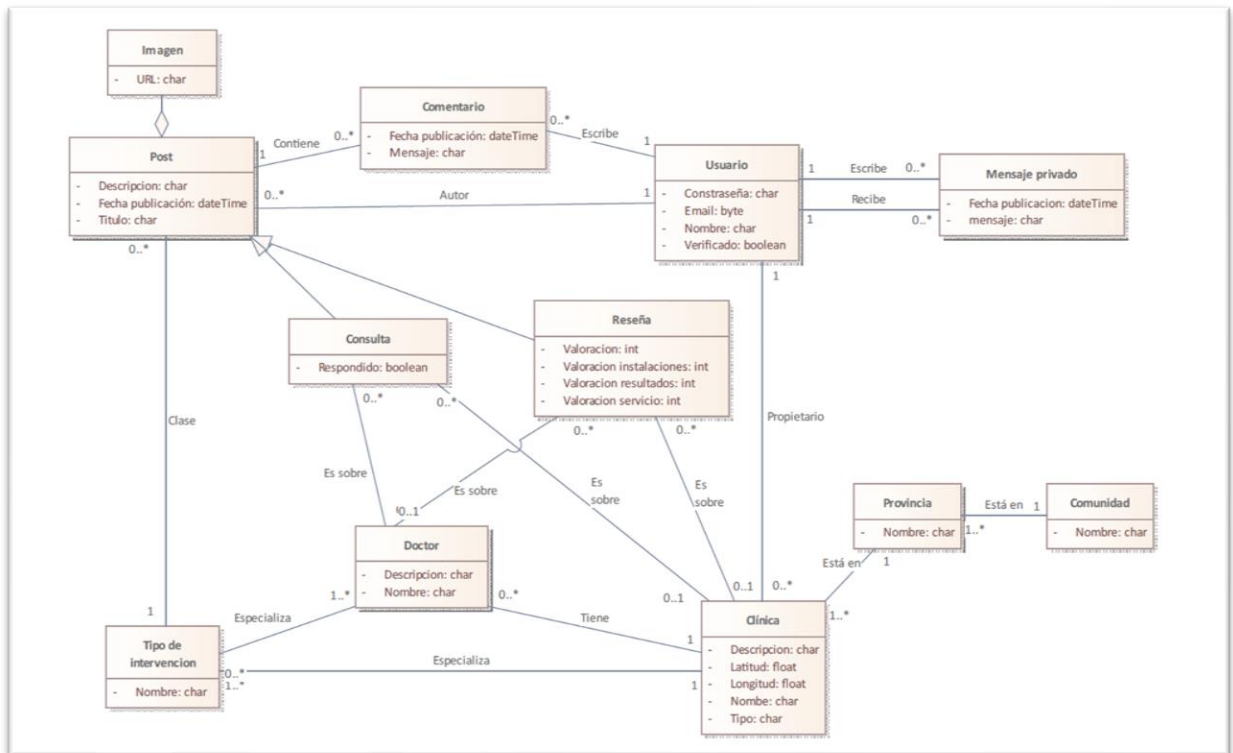 Imagen
- URL: char
Comentario
- Fecha publicación: dateTime
- Mensaje: char
Post
- Descripcion: char
- Fecha publicación: dateTime
- Titulo: char
Contiene
1
0..*
Escribe
0..*
1
Autor
0..*
1
Usuario
- Constraseña: char
- Email: byte
- Nombre: char
- Verificado: boolean
1
Escribe
0..*
Recibe
1
0..*
Mensaje privado
- Fecha publicacion: dateTime
- mensaje: char
0..*
1
Consulta
- Respondido: boolean
Reseña
- Valoracion: int
- Valoracion instalaciones: int
- Valoracion resultados: int
- Valoracion servicio: int
0..*
0..*
0..*
0..*
Clase
Propietario
Es sobre
Es sobre
Es
sobre
Es
sobre
Provincia
- Nombre: char
Está en
1
1..*
Comunidad
- Nombre: char
0..1
Doctor
- Descripcion: char
- Nombre: char
Está en
1
1..*
0..1
0..1
0..*
1
Especializa
1..*
0..*
Tiene
1
Clínica
- Descripcion: char
- Latitud: float
- Longitud: float
- Nombe: char
- Tipo: char
Tipo de
intervencion
- Nombre: char
0..*
1..*
Especializa
1